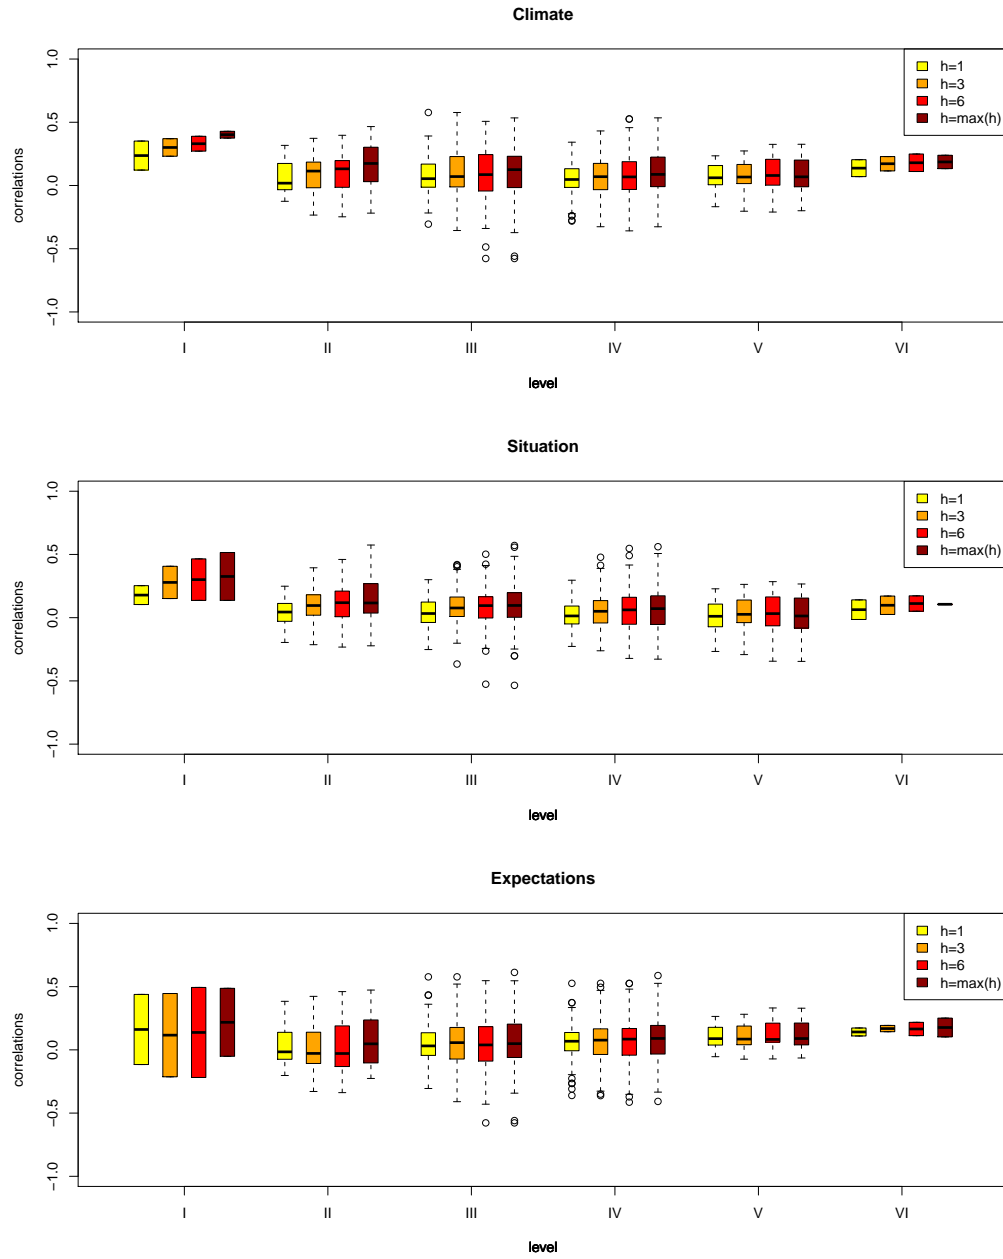 Climate
1.0
0.5
0.0
−0.5
−1.0
correlations
h=1
h=3
h=6
h=max(h)
I II III IV V VI
level
Situation
1.0
0.5
0.0
−0.5
−1.0
correlations
h=1
h=3
h=6
h=max(h)
I II III IV V VI
level
Expectations
1.0
0.5
0.0
−0.5
−1.0
correlations
h=1
h=3
h=6
h=max(h)
I II III IV V VI
level